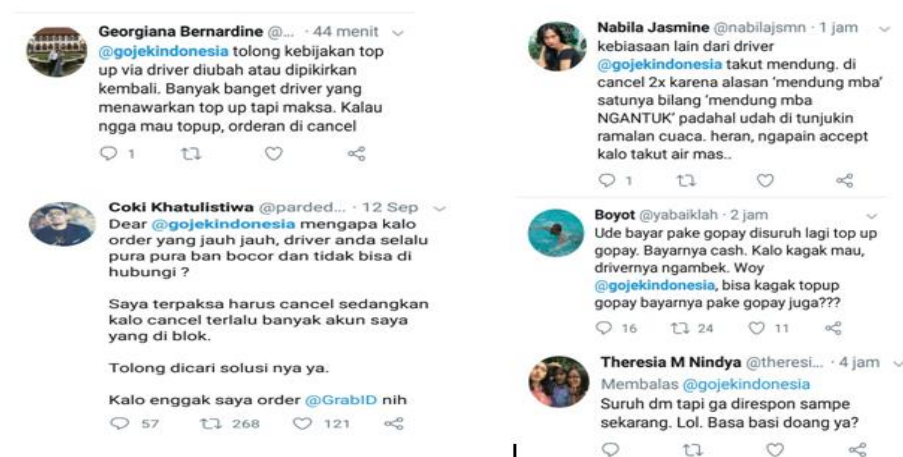 Georgiana Bernardine @... · 44 menit
@gojekindonesia tolong kebijakan top
up via driver diubah atau dipikirkan
kembali. Banyak banget driver yang
menawarkan top up tapi maksa. Kalau
ngga mau topup, orderan di cancel
1
Coki Khatulistiwa @parded... · 12 Sep
Dear @gojekindonesia mengapa kalo
order yang jauh jauh, driver anda selalu
pura pura ban bocor dan tidak bisa di
hubungi ?
Saya terpaksa harus cancel sedangkan
kalo cancel terlalu banyak akun saya
yang di blok.
Tolong dicari solusi nya ya.
Kalo enggak saya order @GrabID nih
57 268 121
Nabila Jasmine @nabilajsmn · 1 jam
kebiasaan lain dari driver
@gojekindonesia takut mendung. di
cancel 2x karena alasan 'mendung mba'
satunya bilang 'mendung mba
NGANTUK' padahal udah di tunjukin
ramalan cuaca. heran, ngapain accept
kalo takut air mas..
1
Boyot @yabaiklah · 2 jam
Ude bayar pake gopay disuruh lagi top up
gopay. Bayarnya cash. Kalo kagak mau,
drivernya ngambek. Woy
@gojekindonesia, bisa kagak topup
gopay bayarnya pake gopay juga???
16 24 11
Theresia M Nindya @theresi... · 4 jam
Membalas @gojekindonesia
Suruh dm tapi ga direspon sampe
sekarang. Lol. Basa basi doang ya?